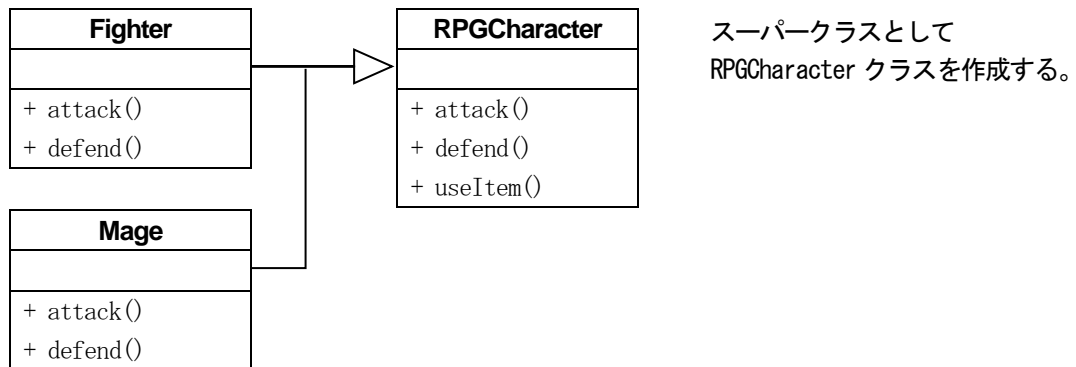 Fighter
+ attack()
+ defend()
RPGCharacter
+ attack()
+ defend()
+ useItem()
スーパークラスとして
RPGCharacter クラスを作成する。
Mage
+ attack()
+ defend()